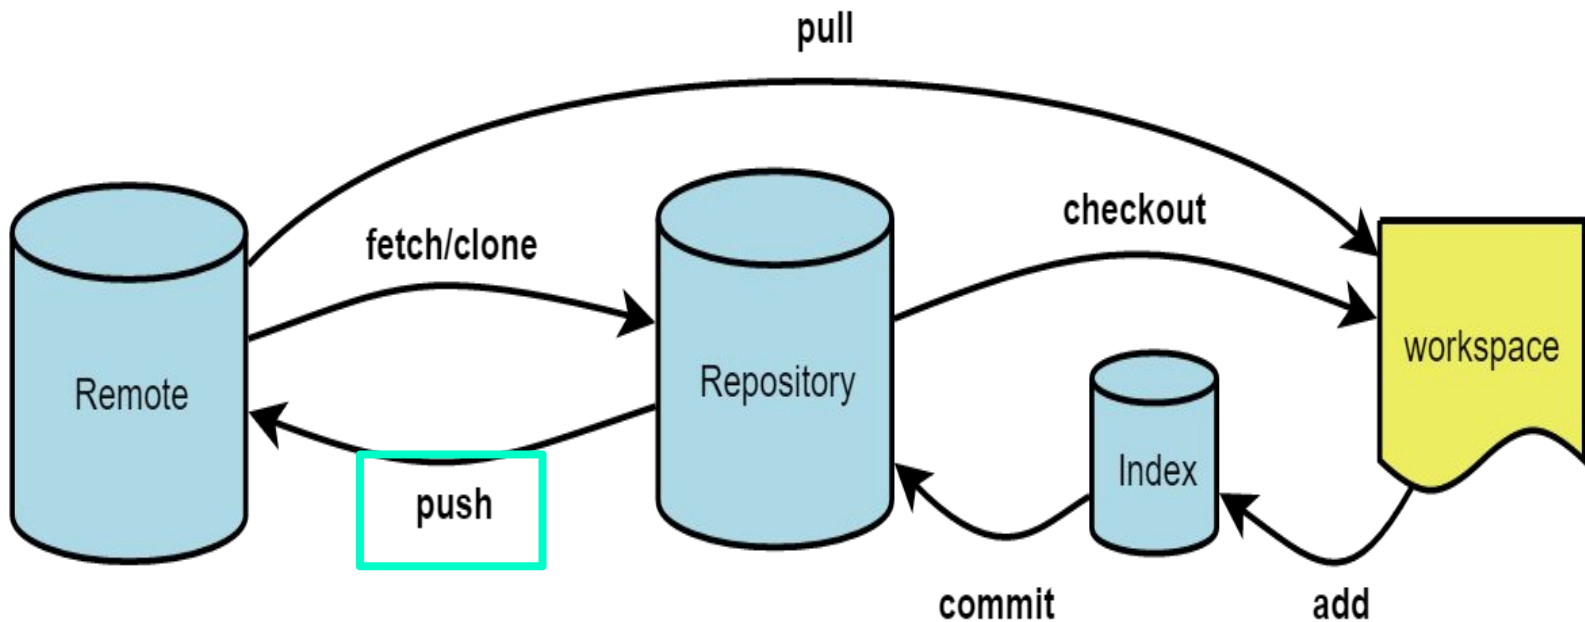 pull
fetch/clone
checkout
Remote
Repository
workspace
Index
push
commit
add